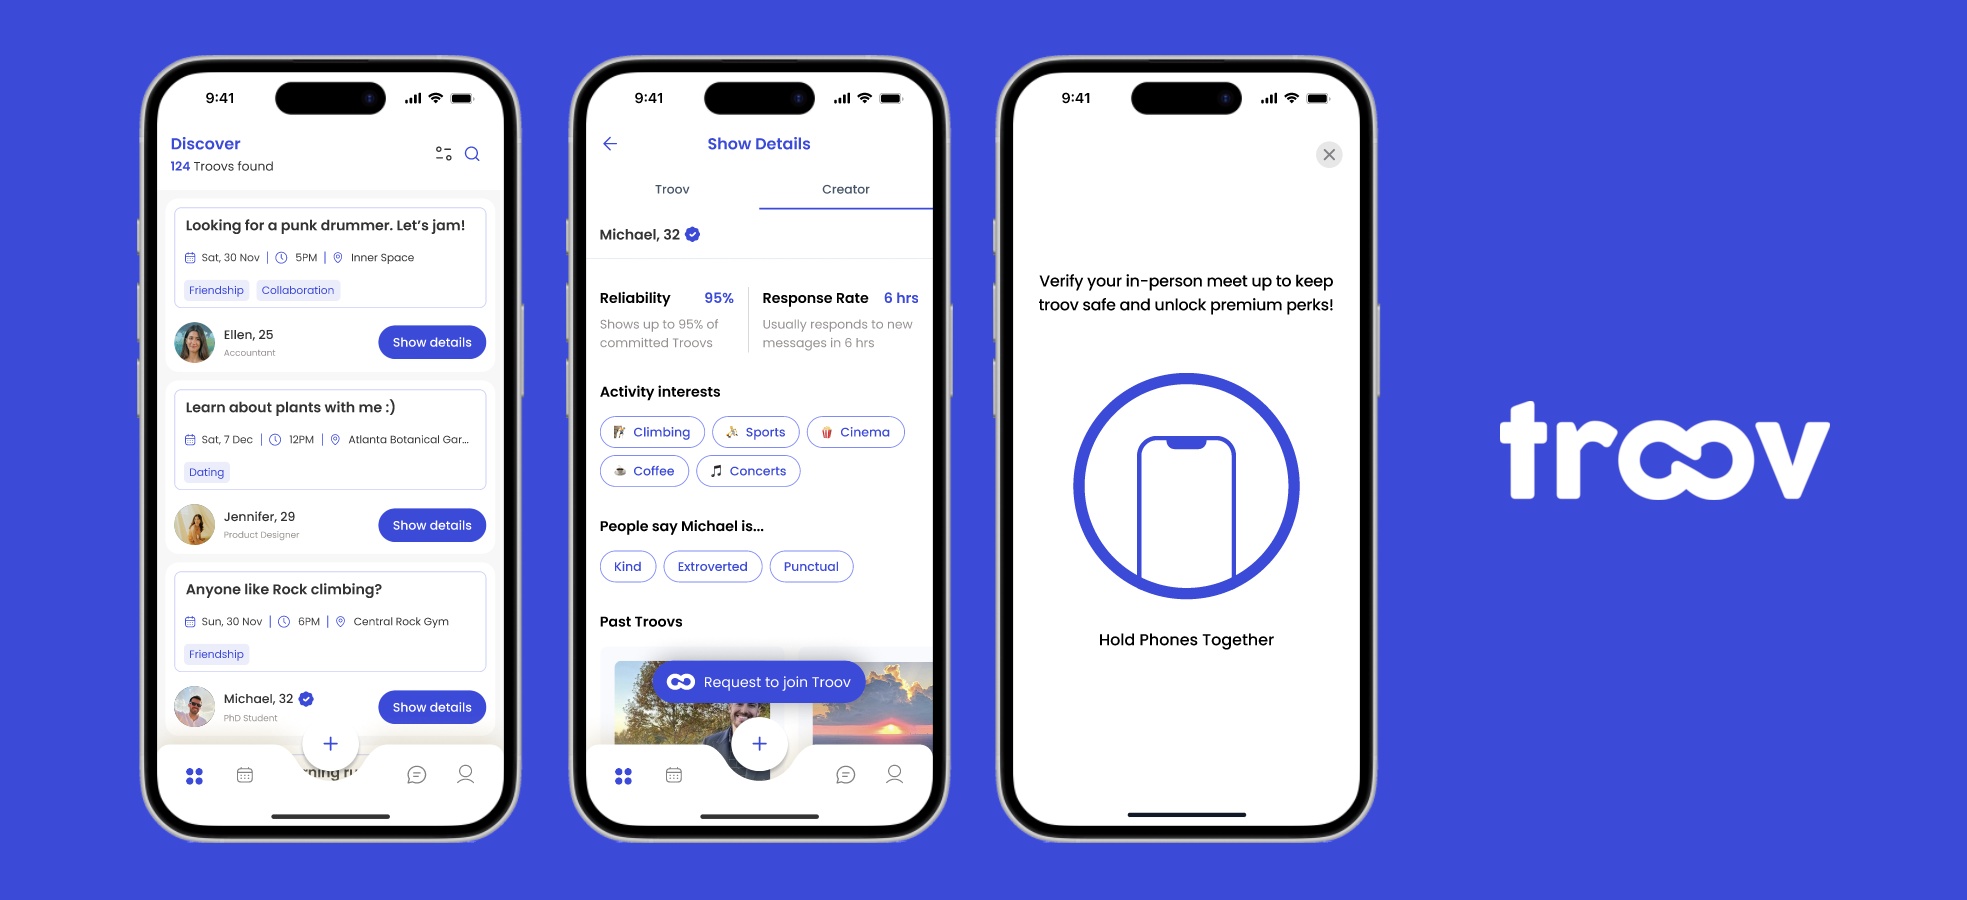 9:41
Discover
124 Troovs found
Looking for a punk drummer. Let's jam!
Sat, 30 Nov | 5PM | Inner Space
Friendship Collaboration
Ellen, 25
Accountant
Show details
Learn about plants with me :)
Sat, 7 Dec | 12PM | Atlanta Botanical Gar...
Dating
Jennifer, 29
Product Designer
Show details
Anyone like Rock climbing?
Sun, 30 Nov | 6PM | Central Rock Gym
Friendship
Michael, 32
PhD Student
Show details
9:41
Show Details
Troov Creator
Michael, 32
Reliability 95%
Shows up to 95% of
committed Troovs
Response Rate 6 hrs
Usually responds to new
messages in 6 hrs
Activity interests
Climbing Sports Cinema
Coffee Concerts
People say Michael is...
Kind Extroverted Punctual
Past Troovs
Request to join Troov
9:41
Verify your in-person meet up to keep
troov safe and unlock premium perks!
Hold Phones Together
troov